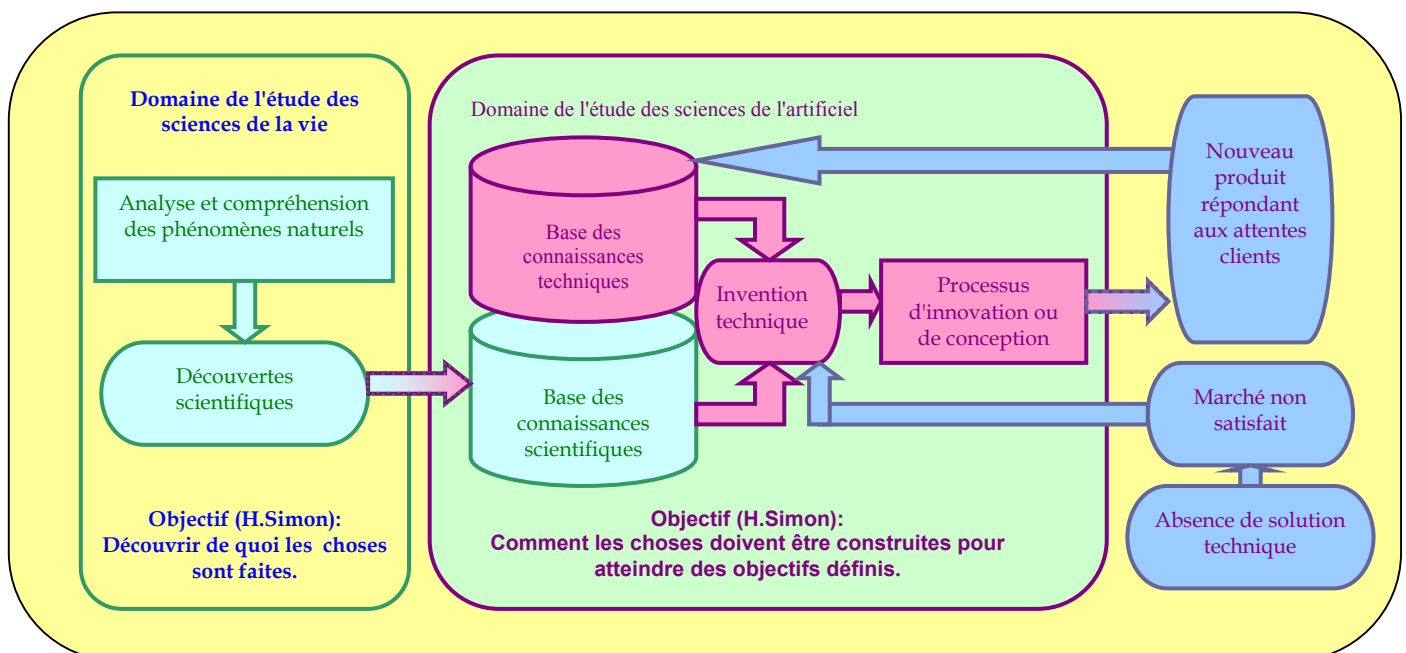 Domaine de l'étude des
sciences de la vie
Analyse et compréhension
des phénomènes naturels
Découvertes
scientifiques
Objectif (H.Simon):
Découvrir de quoi les choses
sont faites.
Domaine de l'étude des sciences de l'artificiel
Base des
connaissances
techniques
Base des
connaissances
scientifiques
Invention
technique
Processus
d'innovation ou
de conception
Objectif (H.Simon):
Comment les choses doivent être construites pour
atteindre des objectifs définis.
Nouveau
produit
répondant
aux attentes
clients
Marché non
satisfait
Absence de solution
technique